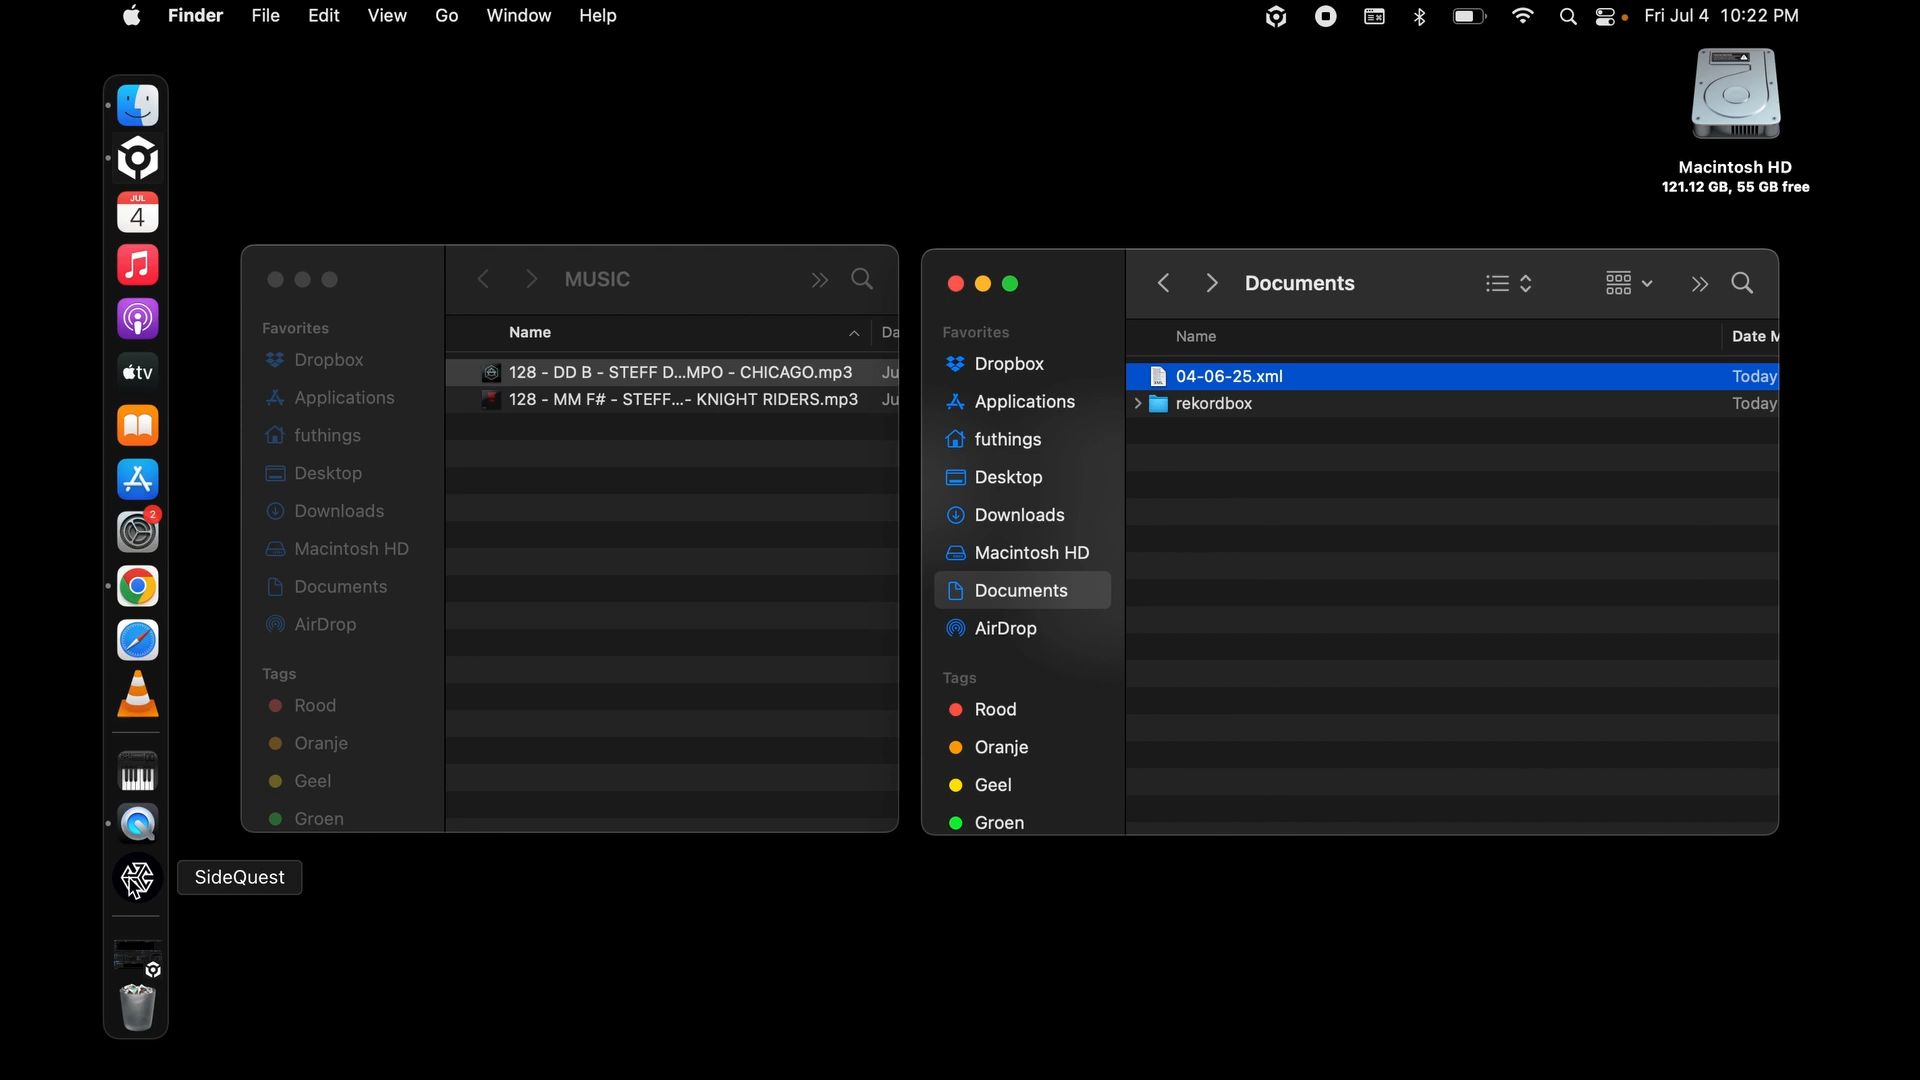 Finder File Edit View Go Window Help Fri Jul 4 10:22 PM
Macintosh HD
121.12 GB, 55 GB free
JUL
4
tv
2
SideQuest
MUSIC
Favorites
Dropbox
Applications
futhings
Desktop
Downloads
Macintosh HD
Documents
AirDrop
Tags
Rood
Oranje
Geel
Groen
Name Da
128 - DD B - STEFF D...MPO - CHICAGO.mp3 Ju
128 - MM F# - STEFF...- KNIGHT RIDERS.mp3 Ju
Documents
Favorites
Dropbox
Applications
futhings
Desktop
Downloads
Macintosh HD
Documents
AirDrop
Tags
Rood
Oranje
Geel
Groen
Name Date M
04-06-25.xml Today
rekordbox Today